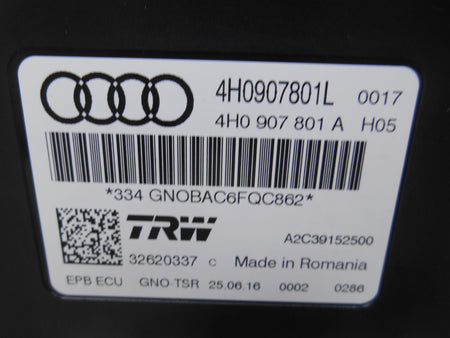 4H0907801L 0017
4H0 907 801 A H05
*334 GNOBAC6FQC862*
TRW A2C39152500
32620337 C Made in Romania
EPB ECU GNO-TSR 25.06.16 0002 0286